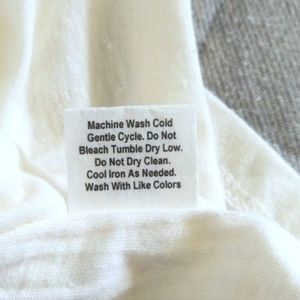 Machine Wash Cold
Gentle Cycle. Do Not
Bleach Tumble Dry Low.
Do Not Dry Clean.
Cool Iron As Needed.
Wash With Like Colors